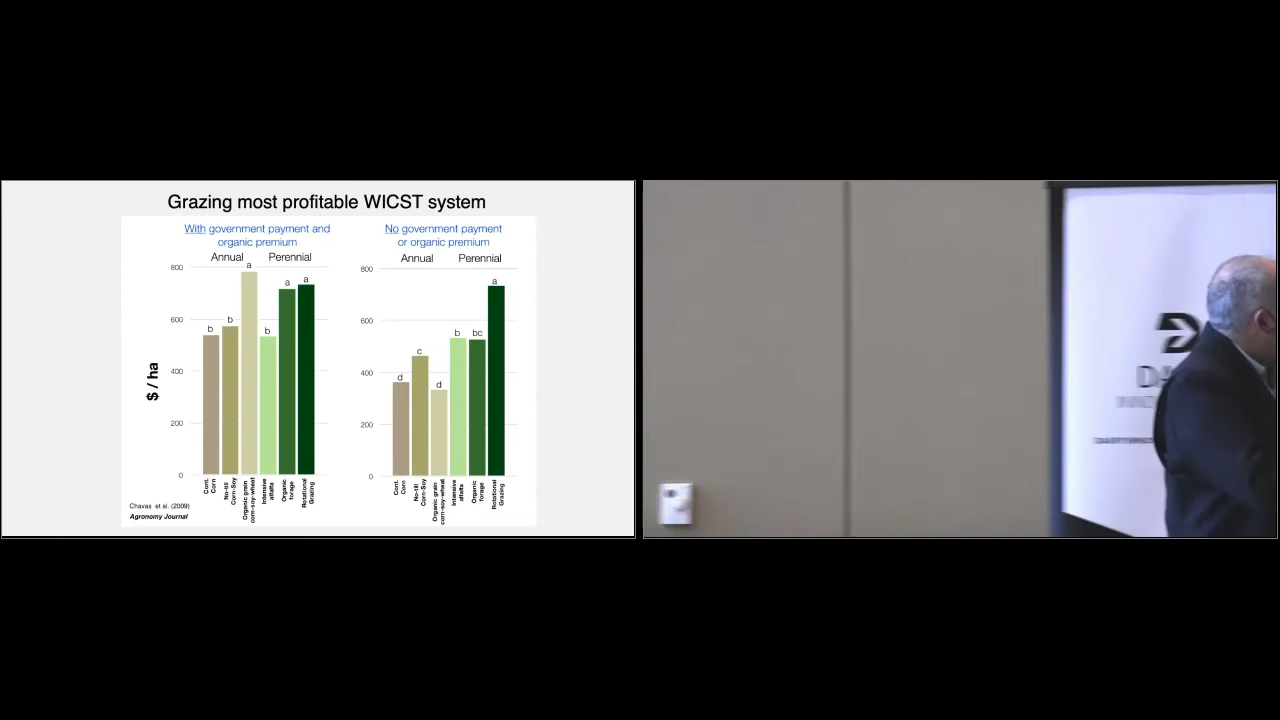 Grazing most profitable WICST system
With government payment and
organic premium
Annual
Perennial
$ / ha
800
600
400
200
0
b
b
a
b
a
a
Cont.
Corn
No-till
Corn-Soy
Organic grain
corn-soy-wheat
Intensive
alfalfa
Organic
forage
Rotational
Grazing
No government payment
or organic premium
Annual
Perennial
800
600
400
200
0
d
c
d
b
bc
a
Cont.
Corn
No-till
Corn-Soy
Organic grain
corn-soy-wheat
Intensive
alfalfa
Organic
forage
Rotational
Grazing
Chavas et al. (2009)
Agronomy Journal